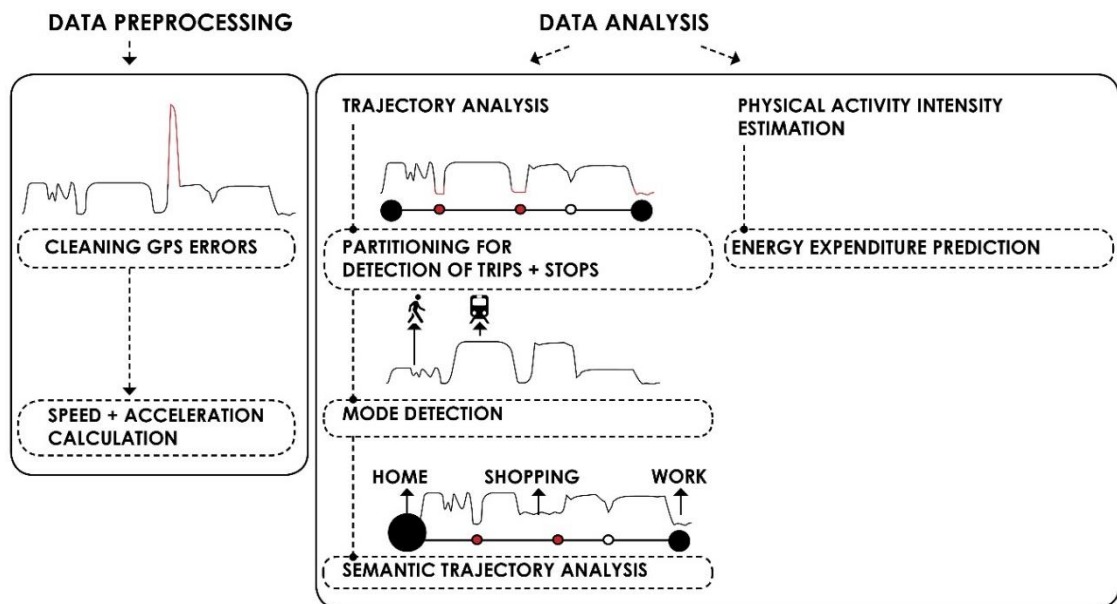 DATA PREPROCESSING
CLEANING GPS ERRORS
SPEED + ACCELERATION
CALCULATION
DATA ANALYSIS
TRAJECTORY ANALYSIS
PARTITIONING FOR
DETECTION OF TRIPS + STOPS
MODE DETECTION
HOME
SHOPPING
WORK
SEMANTIC TRAJECTORY ANALYSIS
PHYSICAL ACTIVITY INTENSITY
ESTIMATION
ENERGY EXPENDITURE PREDICTION